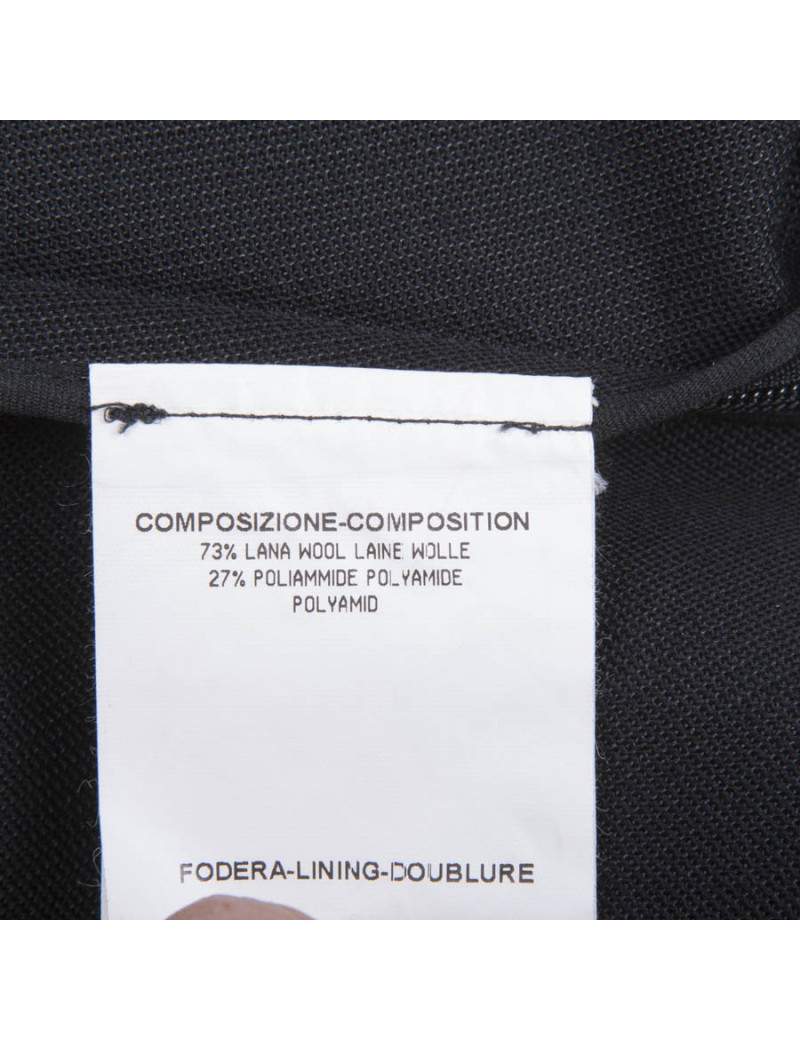 COMPOSIZIONE-COMPOSITION
73% LANA WOOL LAINE WOLLE
27% POLIAMMIDE POLYAMIDE
POLYAMID
FODERA-LINING-DOUBLURE